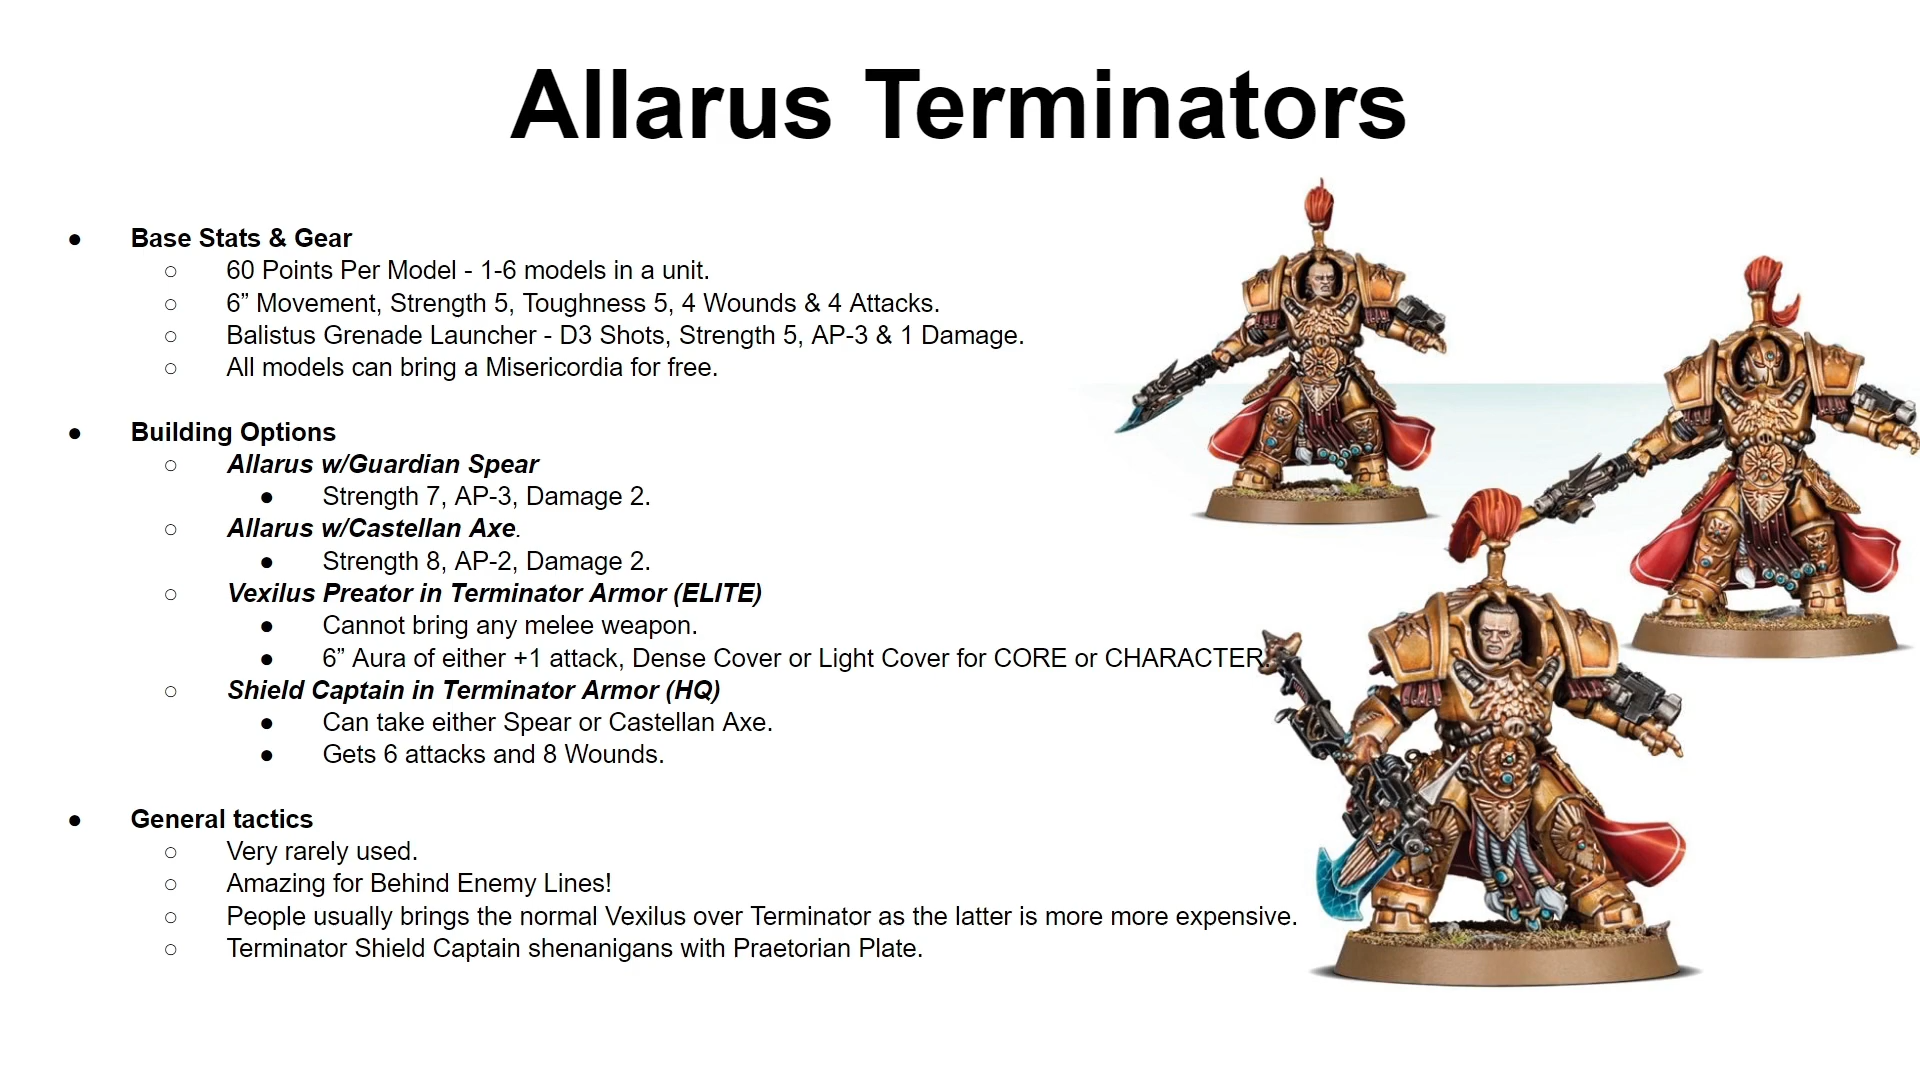 Allarus Terminators
● Base Stats & Gear
○ 60 Points Per Model - 1-6 models in a unit.
○ 6” Movement, Strength 5, Toughness 5, 4 Wounds & 4 Attacks.
○ Balistus Grenade Launcher - D3 Shots, Strength 5, AP-3 & 1 Damage.
○ All models can bring a Misericordia for free.
● Building Options
○ Allarus w/Guardian Spear
● Strength 7, AP-3, Damage 2.
○ Allarus w/Castellan Axe.
● Strength 8, AP-2, Damage 2.
○ Vexilus Preator in Terminator Armor (ELITE)
● Cannot bring any melee weapon.
● 6” Aura of either +1 attack, Dense Cover or Light Cover for CORE or CHARACTER.
○ Shield Captain in Terminator Armor (HQ)
● Can take either Spear or Castellan Axe.
● Gets 6 attacks and 8 Wounds.
● General tactics
○ Very rarely used.
○ Amazing for Behind Enemy Lines!
○ People usually brings the normal Vexilus over Terminator as the latter is more more expensive.
○ Terminator Shield Captain shenanigans with Praetorian Plate.